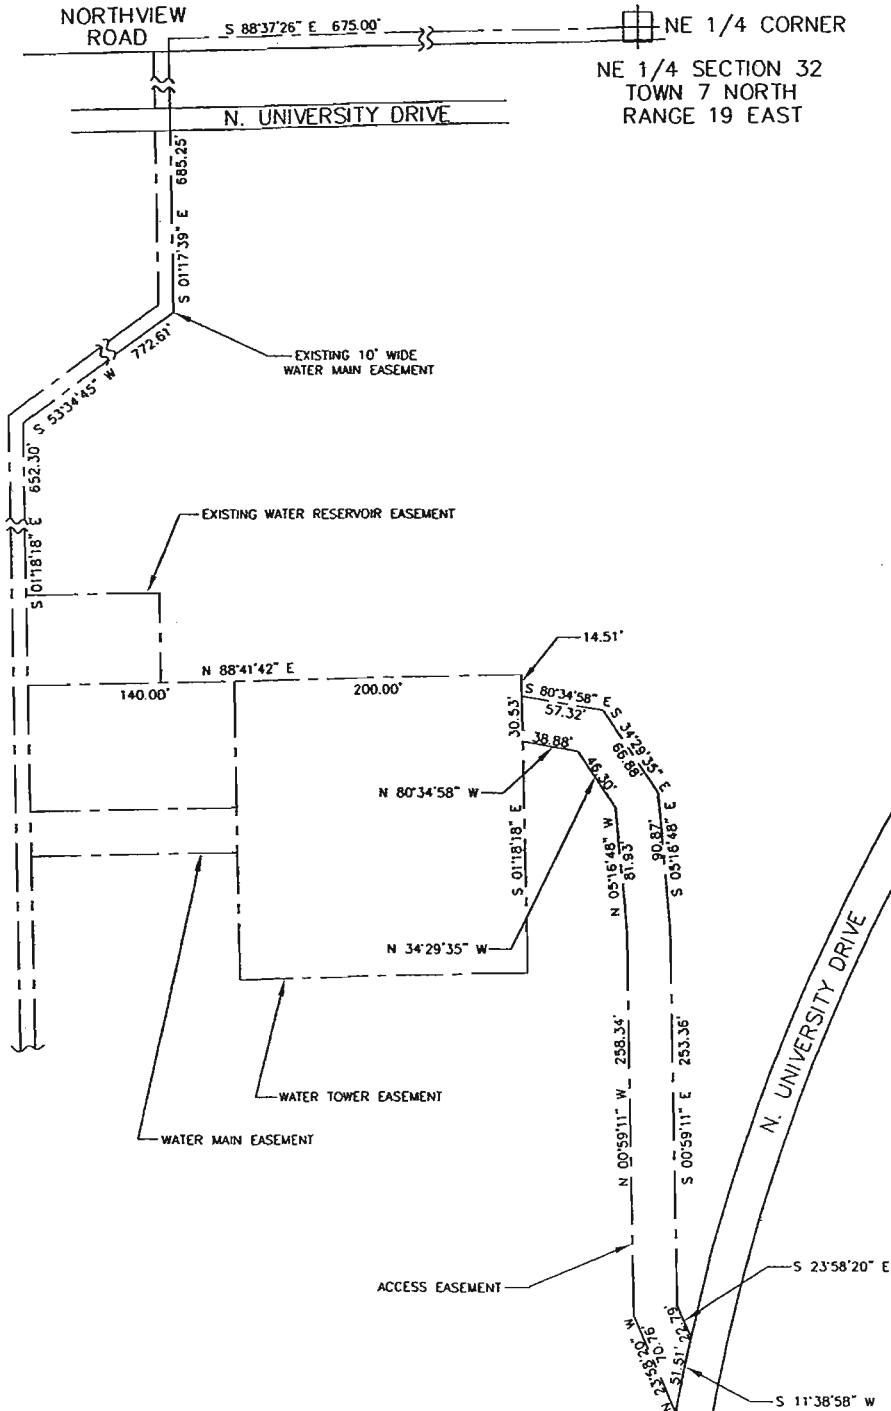 NORTHVIEW
ROAD
S 88°37'26" E 675.00'
NE 1/4 CORNER
NE 1/4 SECTION 32
TOWN 7 NORTH
RANGE 19 EAST
N. UNIVERSITY DRIVE
S 01°17'39" E 685.25'
EXISTING 10' WIDE
WATER MAIN EASEMENT
S 53°34'45" W 772.61'
S 01°18'18" E 652.30'
EXISTING WATER RESERVOIR EASEMENT
N 88°41'42" E
140.00'
200.00'
14.51'
S 80°34'58" E
57.32'
30.53'
S 34°29'35" E
66.88'
38.88'
46.30'
N 80°34'58" W
S 01°18'18" E
N 05°16'48" W
81.93'
S 05°16'48" E
90.87'
N 34°29'35" W
N. UNIVERSITY DRIVE
N 00°59'11" W 258.34'
S 00°59'11" E 253.36'
WATER TOWER EASEMENT
WATER MAIN EASEMENT
ACCESS EASEMENT
S 23°58'20" E
22.79'
N 23°58'20" W
70.76'
51.51'
S 11°38'58" W